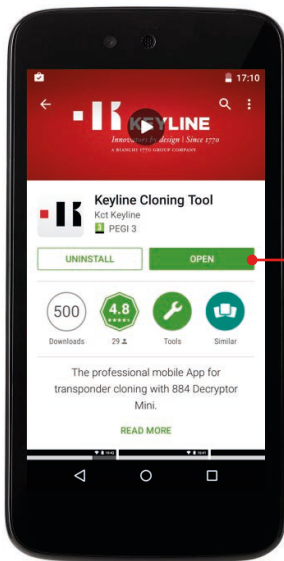 17:10
KEYLINE
Innovators by design | Since 1770
A BIANCHI 1770 GROUP COMPANY
Keyline Cloning Tool
Kct Keyline
3 PEGI 3
UNINSTALL
OPEN
500
4.8
Downloads
29
Tools
Similar
The professional mobile App for
transponder cloning with 884 Decryptor
Mini.
READ MORE